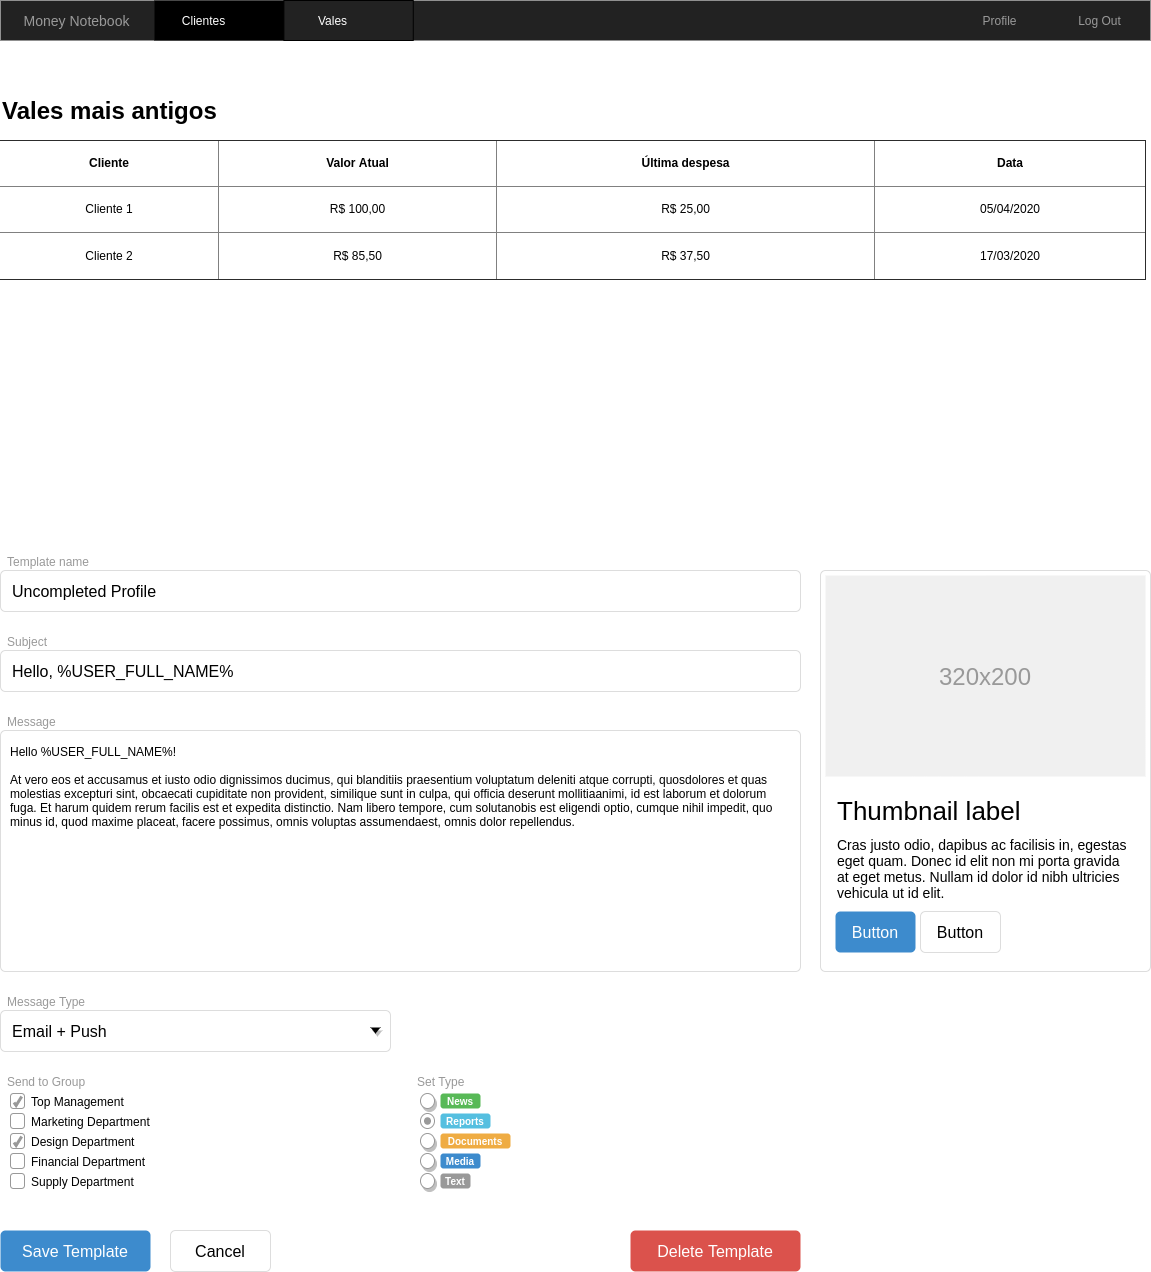 Money Notebook Clientes Vales Profile Log Out
Vales mais antigos
Cliente Valor Atual Última despesa Data
Cliente 1 R$ 100,00 R$ 25,00 05/04/2020
Cliente 2 R$ 85,50 R$ 37,50 17/03/2020
Template name
Uncompleted Profile
Subject
Hello, %USER_FULL_NAME%
Message
Hello %USER_FULL_NAME%!
At vero eos et accusamus et iusto odio dignissimos ducimus, qui blanditiis praesentium voluptatum deleniti atque corrupti, quosdolores et quas
molestias excepturi sint, obcaecati cupiditate non provident, similique sunt in culpa, qui officia deserunt mollitiaanimi, id est laborum et dolorum
fuga. Et harum quidem rerum facilis est et expedita distinctio. Nam libero tempore, cum solutanobis est eligendi optio, cumque nihil impedit, quo
minus id, quod maxime placeat, facere possimus, omnis voluptas assumendaest, omnis dolor repellendus.
320x200
Thumbnail label
Cras justo odio, dapibus ac facilisis in, egestas
eget quam. Donec id elit non mi porta gravida
at eget metus. Nullam id dolor id nibh ultricies
vehicula ut id elit.
Button Button
Message Type
Email + Push
Send to Group
Top Management
Marketing Department
Design Department
Financial Department
Supply Department
Set Type
News
Reports
Documents
Media
Text
Save Template Cancel Delete Template